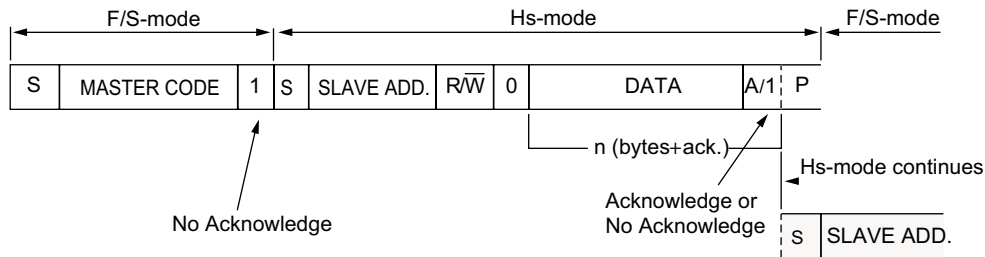 F/S-mode Hs-mode F/S-mode
S MASTER CODE 1 S SLAVE ADD. R/W̅ 0 DATA A/1 P
n (bytes+ack.)
Hs-mode continues
No Acknowledge
Acknowledge or
No Acknowledge
S SLAVE ADD.